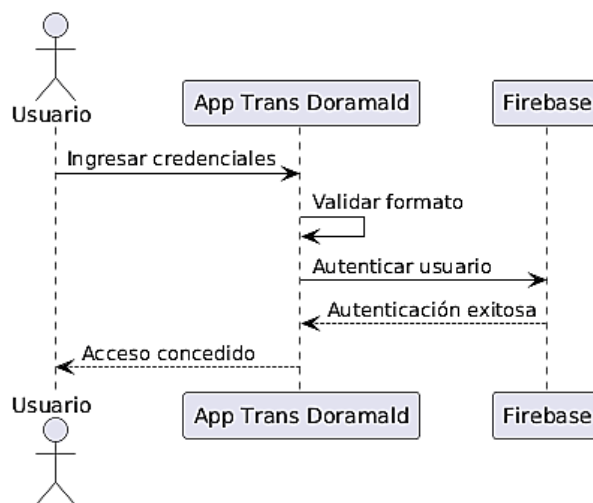 Usuario
App Trans Doramald
Firebase
Ingresar credenciales
Validar formato
Autenticar usuario
Autenticación exitosa
Acceso concedido
Usuario
App Trans Doramald
Firebase